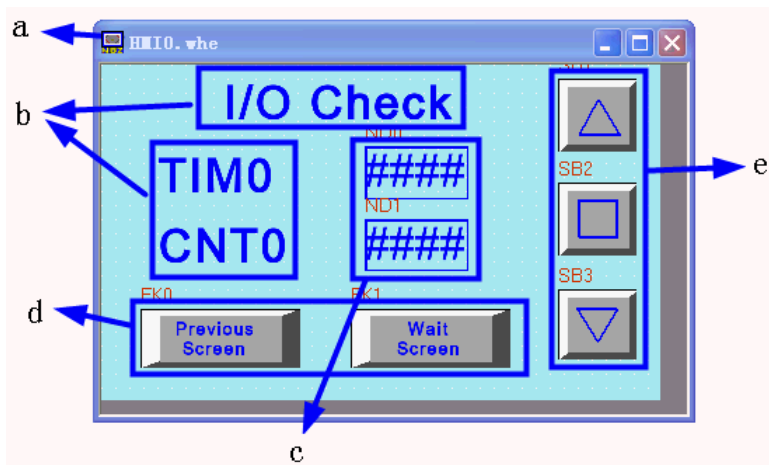 a
HMI0.whe
I/O Check
b
ND0
e
TIM0
####
SB2
ND1
CNT0
####
SB3
FK0
FK1
d
Previous
Screen
Wait
Screen
c